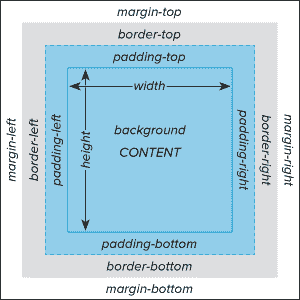 margin-top
border-top
padding-top
width
margin-left
border-left
padding-left
height
background
CONTENT
padding-right
border-right
margin-right
padding-bottom
border-bottom
margin-bottom